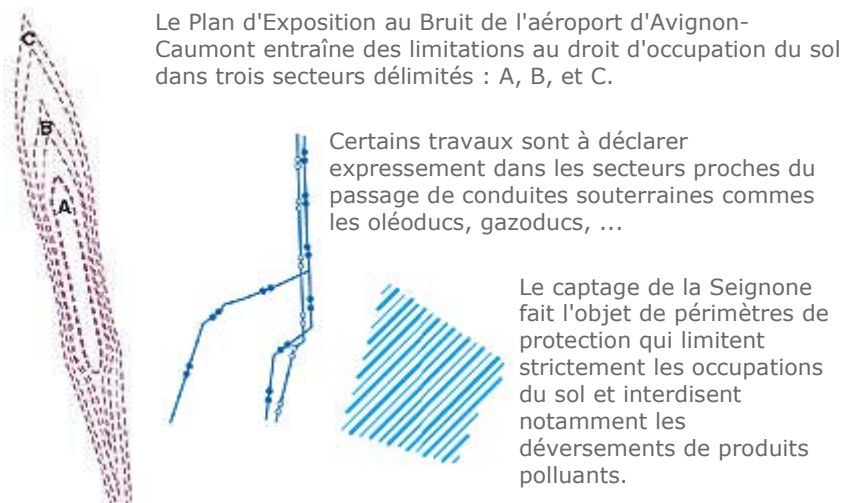 Le Plan d'Exposition au Bruit de l'aéroport d'Avignon-
Caumont entraîne des limitations au droit d'occupation du sol
dans trois secteurs délimités : A, B, et C.
C
B
A
Certains travaux sont à déclarer
expressement dans les secteurs proches du
passage de conduites souterraines commes
les oléoducs, gazoducs, ...
Le captage de la Seignone
fait l'objet de périmètres de
protection qui limitent
strictement les occupations
du sol et interdisent
notamment les
déversements de produits
polluants.